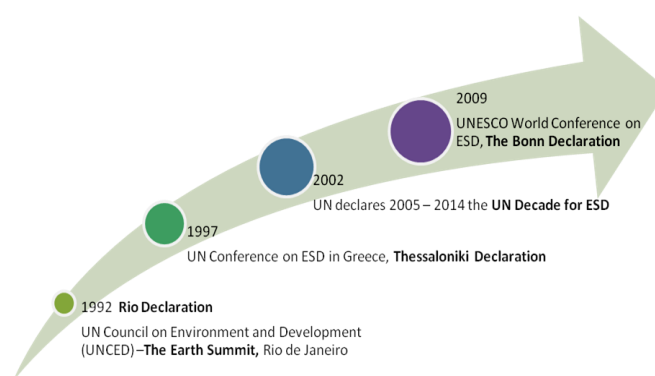 2009
UNESCO World Conference on
ESD, The Bonn Declaration
2002
UN declares 2005 – 2014 the UN Decade for ESD
1997
UN Conference on ESD in Greece, Thessaloniki Declaration
1992 Rio Declaration
UN Council on Environment and Development
(UNCED) –The Earth Summit, Rio de Janeiro